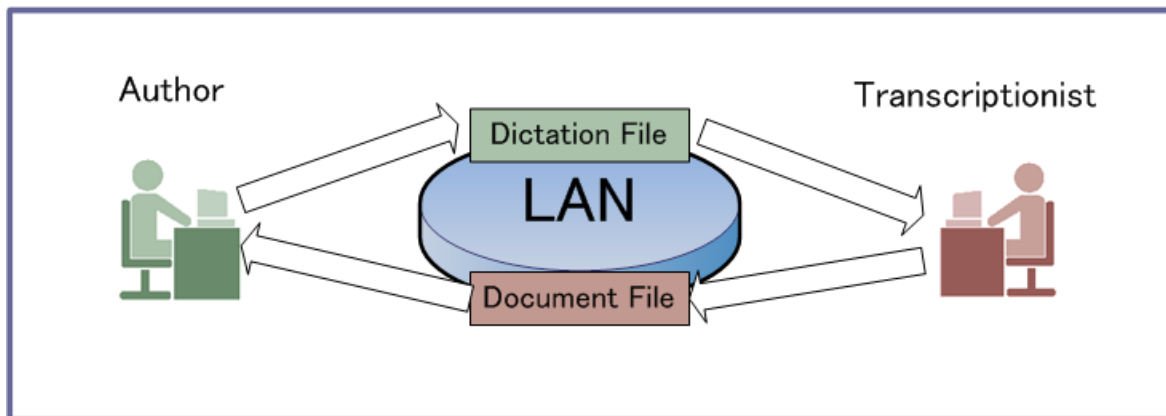 Author
Transcriptionist
Dictation File
LAN
Document File